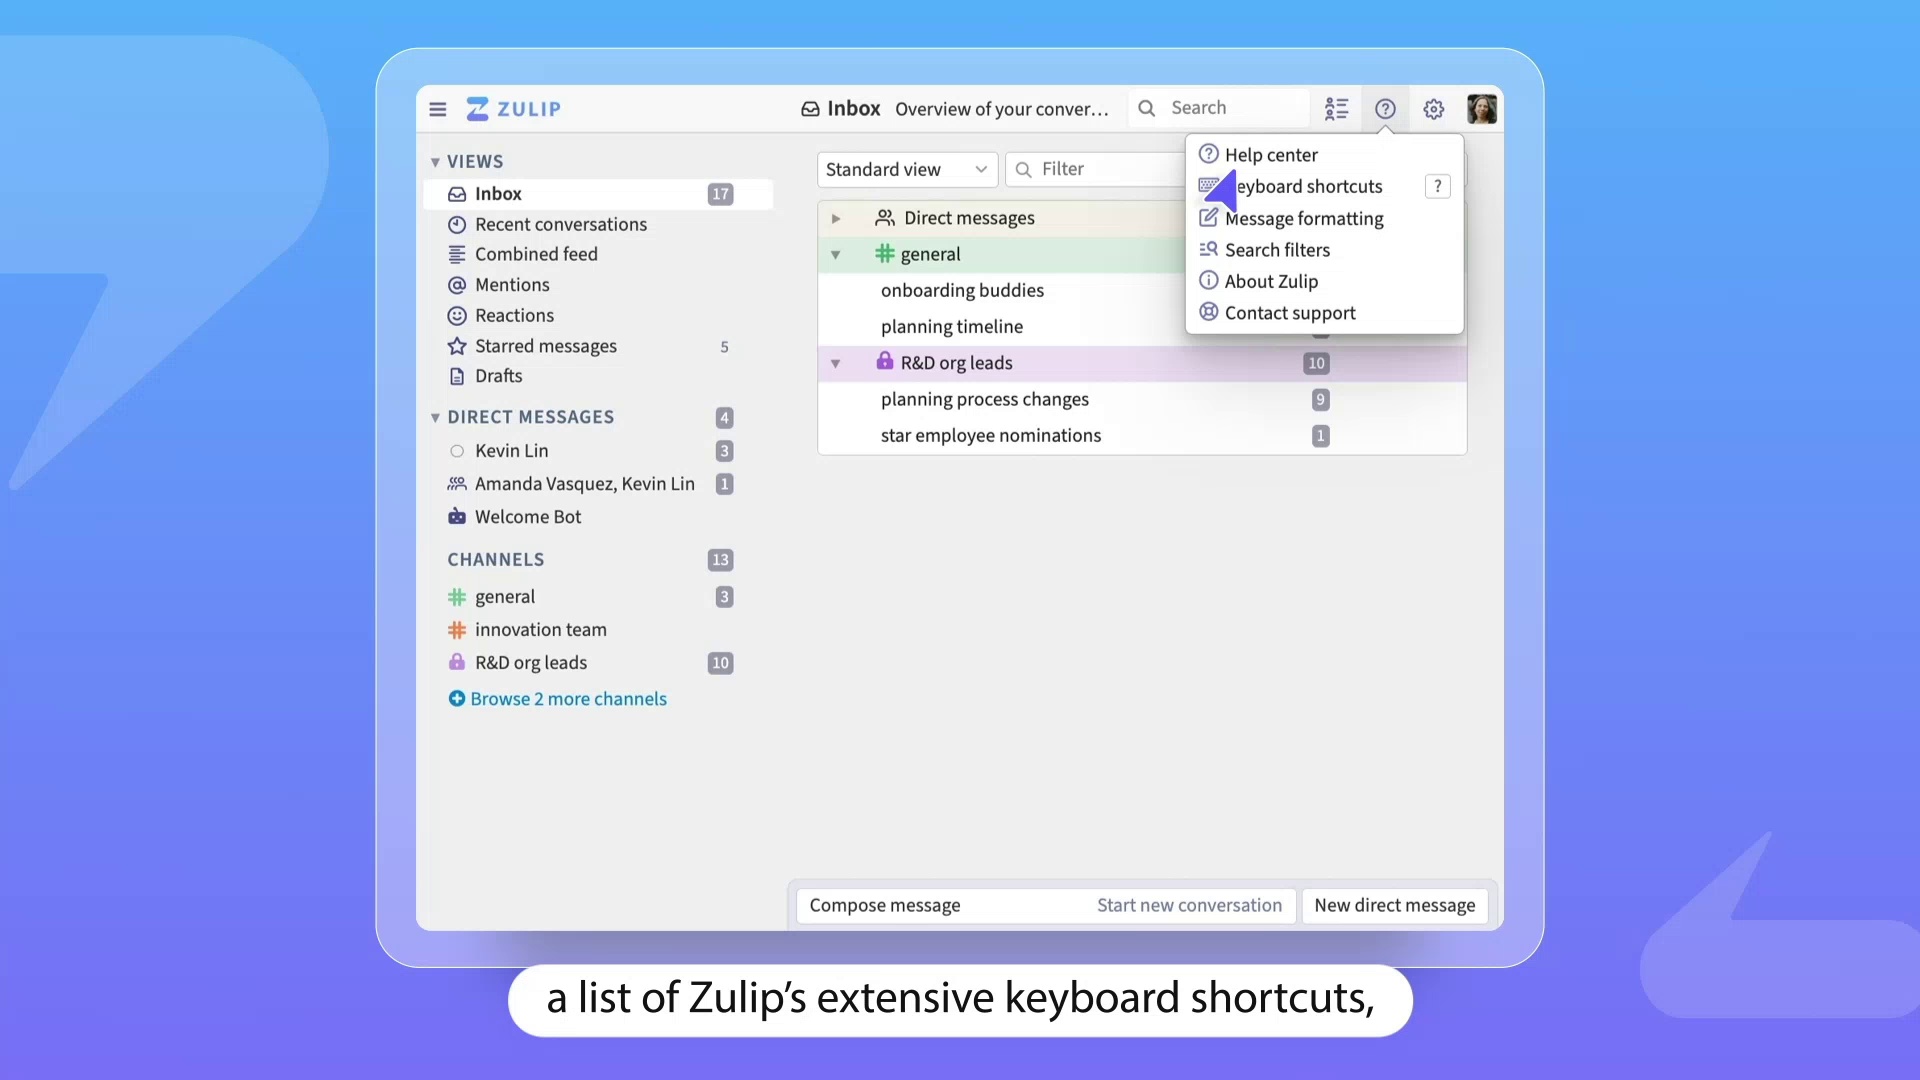 ZULIP
Inbox Overview of your conver... Search
VIEWS
Inbox 17
Recent conversations
Combined feed
Mentions
Reactions
Starred messages 5
Drafts
DIRECT MESSAGES 4
Kevin Lin 3
Amanda Vasquez, Kevin Lin 1
Welcome Bot
CHANNELS 13
general 3
innovation team
R&D org leads 10
Browse 2 more channels
Standard view Filter
Direct messages
general
onboarding buddies
planning timeline
R&D org leads 10
planning process changes 9
star employee nominations 1
Help center
eyboard shortcuts ?
Message formatting
Search filters
About Zulip
Contact support
Compose message Start new conversation New direct message
a list of Zulip’s extensive keyboard shortcuts,